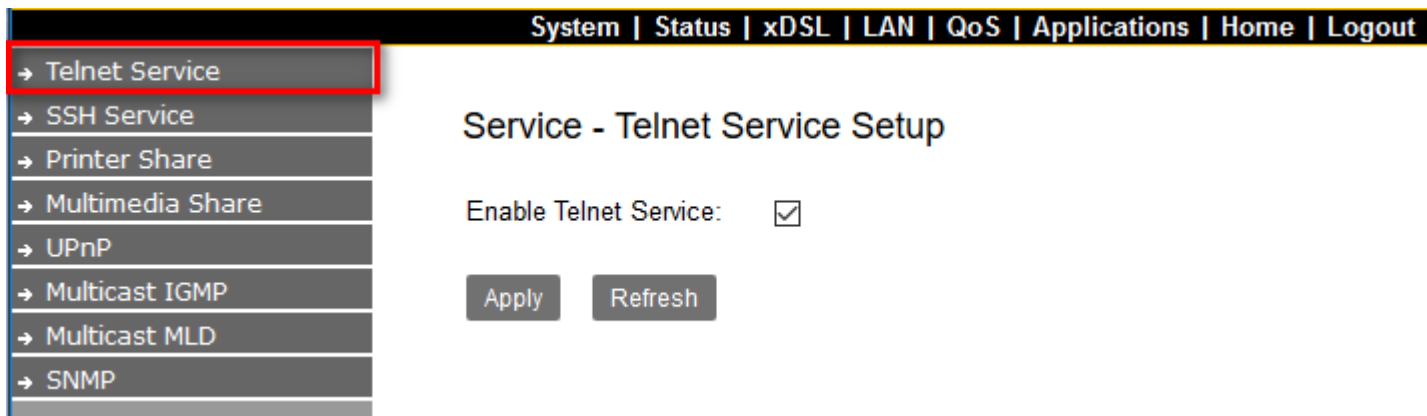 System | Status | xDSL | LAN | QoS | Applications | Home | Logout
Telnet Service
SSH Service
Printer Share
Multimedia Share
UPnP
Multicast IGMP
Multicast MLD
SNMP
Service - Telnet Service Setup
Enable Telnet Service:
Apply Refresh